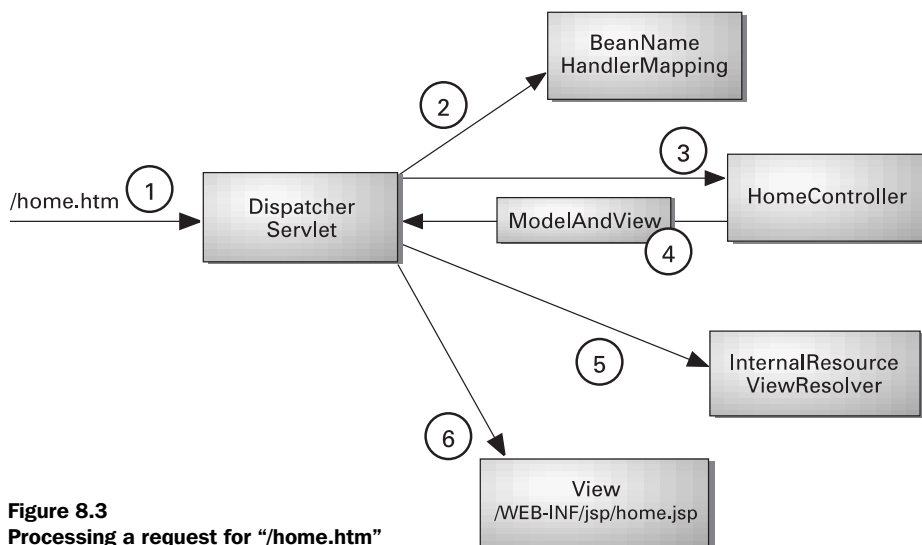 BeanName
HandlerMapping
2
3
/home.htm
1
Dispatcher
Servlet
HomeController
ModelAndView
4
5
InternalResource
ViewResolver
6
View
/WEB-INF/jsp/home.jsp
Figure 8.3
Processing a request for “/home.htm”